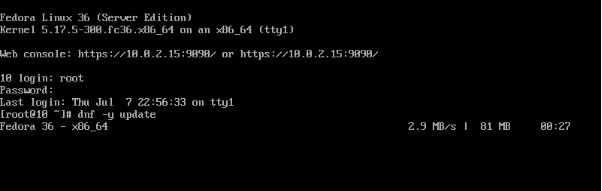 Fedora Linux 36 (Server Edition)
Kernel 5.17.5-300.fc36.x86_64 on an x86_64 (tty1)
Web console: https://10.0.2.15:9090/ or https://10.0.2.15:9090/
10 login: root
Password:
Last login: Thu Jul  7 22:56:33 on tty1
[root@10 ~]# dnf -y update
Fedora 36 - x86_64                                                2.9 MB/s |  81 MB     00:27